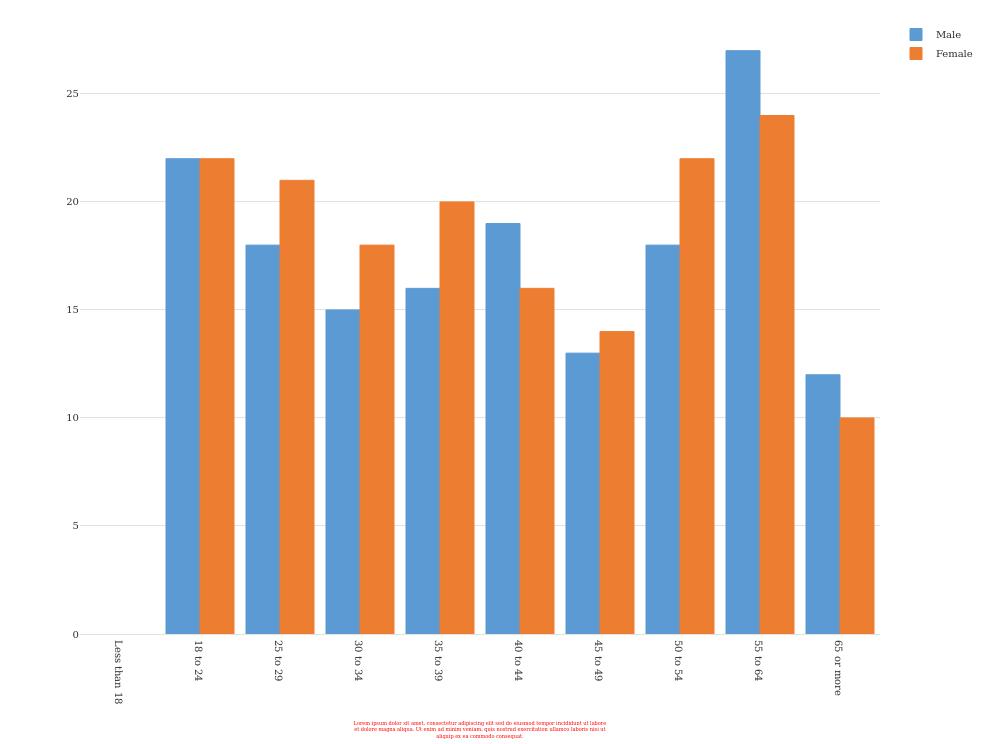 Male
Female
25
20
15
10
5
0
Less than 18
18 to 24
25 to 29
30 to 34
35 to 39
40 to 44
45 to 49
50 to 54
55 to 64
65 or more
Lorem ipsum dolor sit amet, consectetur adipiscing elit sed do eiusmod tempor incididunt ut labore
et dolore magna aliqua. Ut enim ad minim veniam, quis nostrud exercitation ullamco laboris nisi ut
aliquip ex ea commodo consequat.